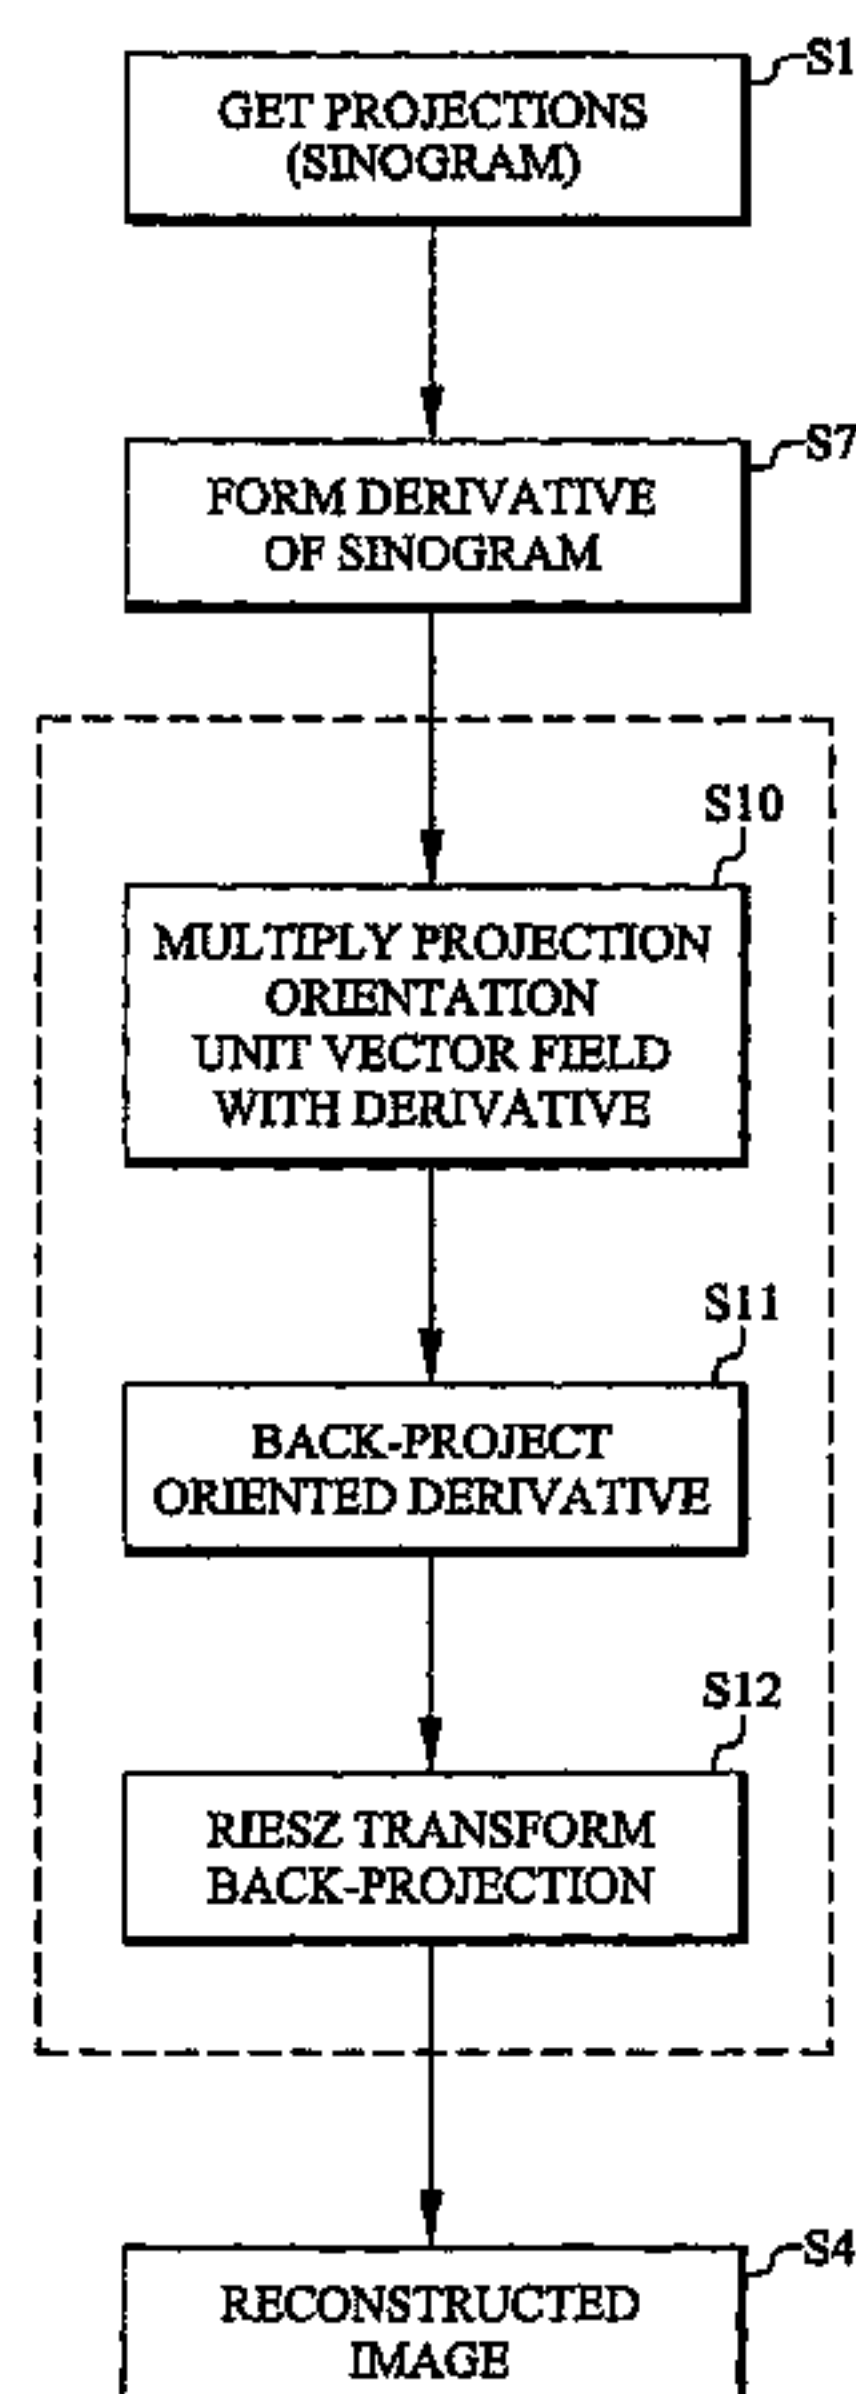 S1
GET PROJECTIONS
(SINOGRAM)
S7
FORM DERIVATIVE
OF SINOGRAM
S10
MULTIPLY PROJECTION
ORIENTATION
UNIT VECTOR FIELD
WITH DERIVATIVE
S11
BACK-PROJECT
ORIENTED DERIVATIVE
S12
RIESZ TRANSFORM
BACK-PROJECTION
S4
RECONSTRUCTED
IMAGE